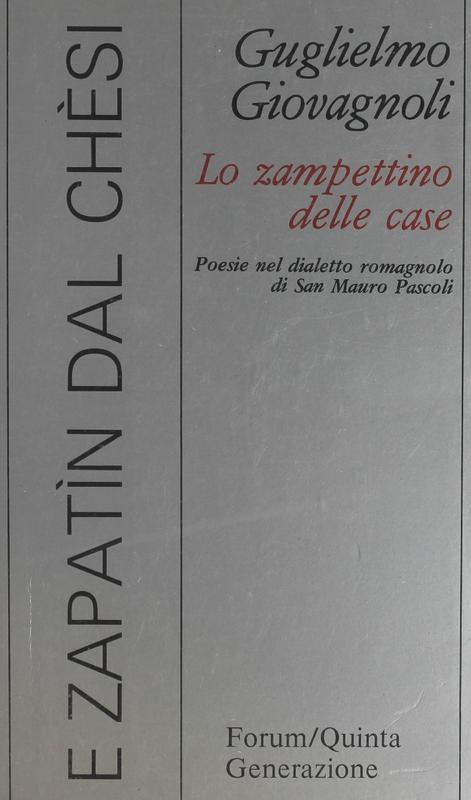 E ZAPATÌN DAL CHÈSI
Guglielmo
Giovagnoli
Lo zampettino
delle case
Poesie nel dialetto romagnolo
di San Mauro Pascoli
Forum/Quinta
Generazione